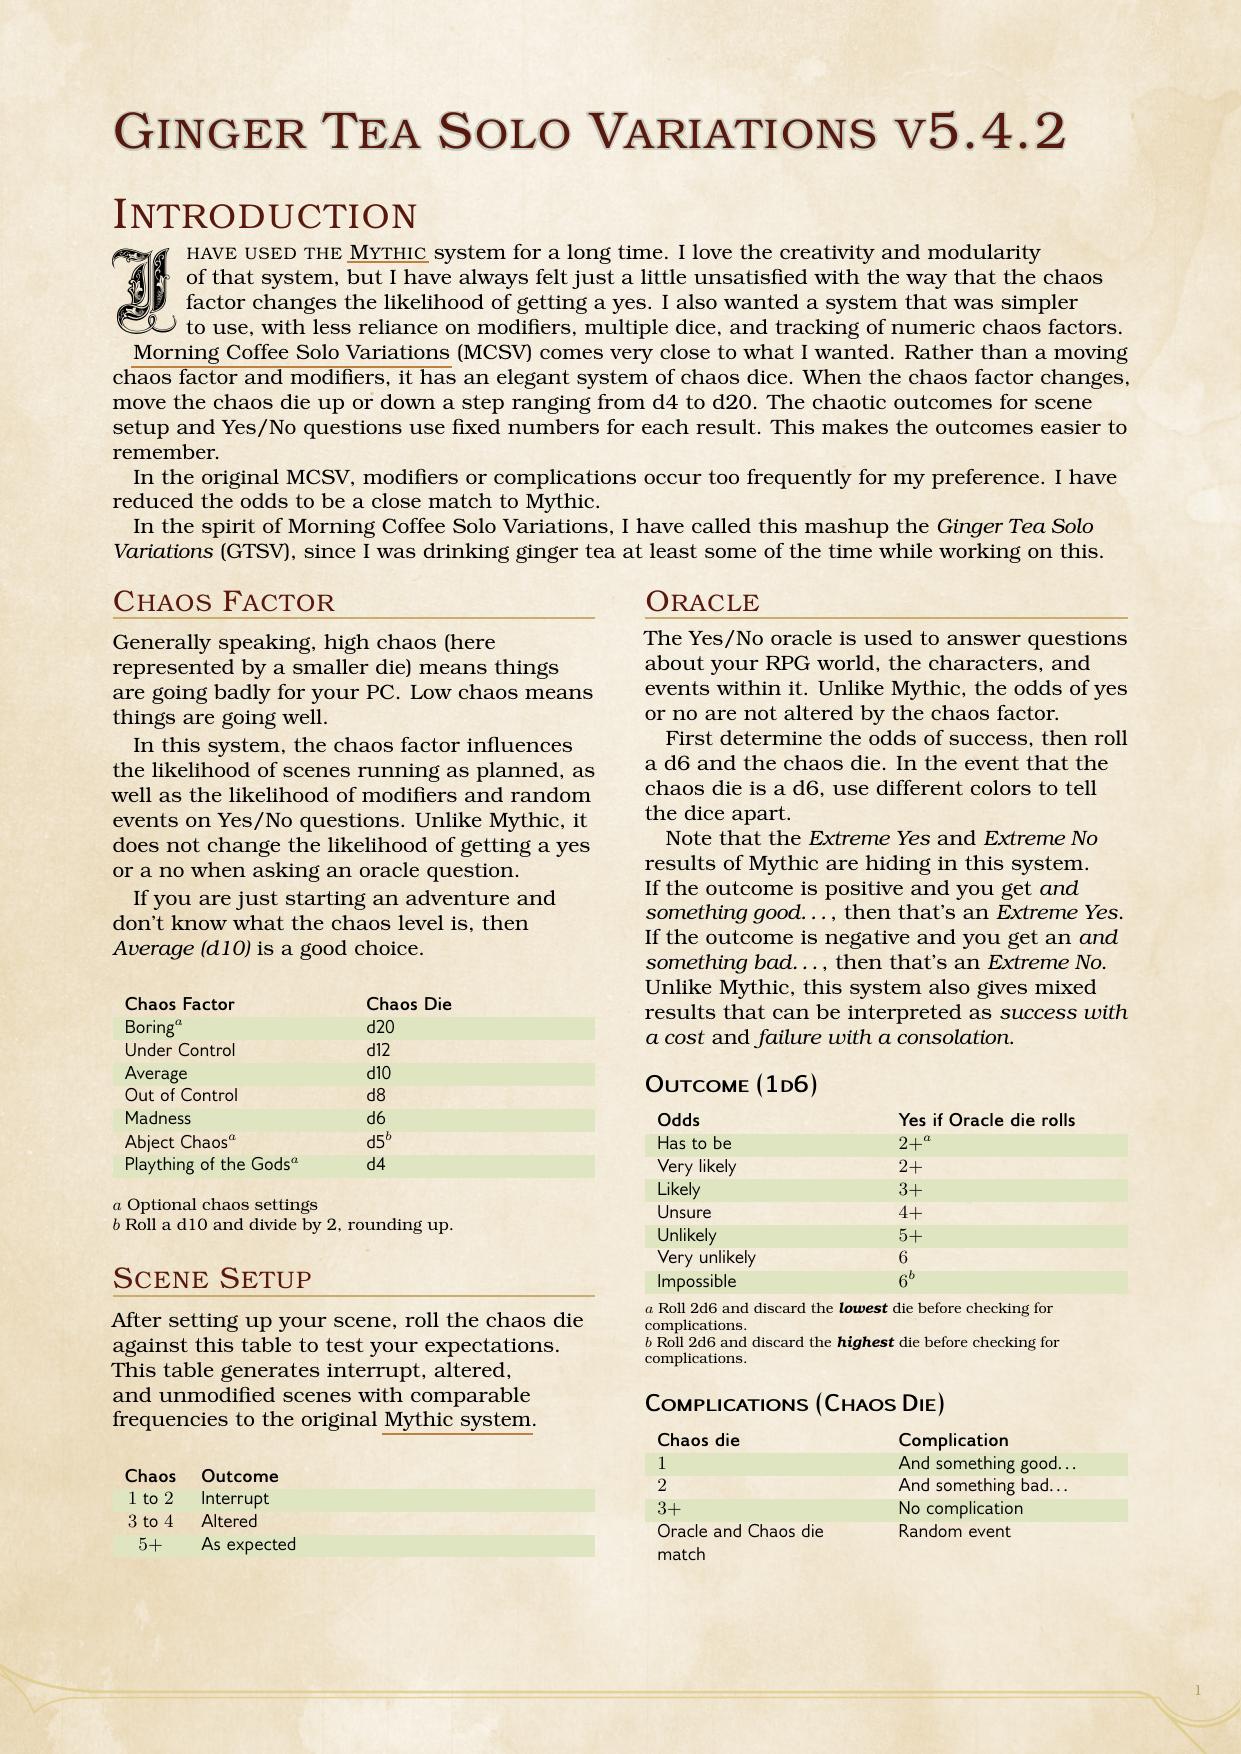 Ginger Tea Solo Variations v5.4.2
Introduction
I have used the Mythic system for a long time. I love the creativity and modularity
of that system, but I have always felt just a little unsatisfied with the way that the chaos
factor changes the likelihood of getting a yes. I also wanted a system that was simpler
to use, with less reliance on modifiers, multiple dice, and tracking of numeric chaos factors.
Morning Coffee Solo Variations (MCSV) comes very close to what I wanted. Rather than a moving
chaos factor and modifiers, it has an elegant system of chaos dice. When the chaos factor changes,
move the chaos die up or down a step ranging from d4 to d20. The chaotic outcomes for scene
setup and Yes/No questions use fixed numbers for each result. This makes the outcomes easier to
remember.
In the original MCSV, modifiers or complications occur too frequently for my preference. I have
reduced the odds to be a close match to Mythic.
In the spirit of Morning Coffee Solo Variations, I have called this mashup the Ginger Tea Solo
Variations (GTSV), since I was drinking ginger tea at least some of the time while working on this.
Chaos Factor
Generally speaking, high chaos (here
represented by a smaller die) means things
are going badly for your PC. Low chaos means
things are going well.
In this system, the chaos factor influences
the likelihood of scenes running as planned, as
well as the likelihood of modifiers and random
events on Yes/No questions. Unlike Mythic, it
does not change the likelihood of getting a yes
or a no when asking an oracle question.
If you are just starting an adventure and
don't know what the chaos level is, then
Average (d10) is a good choice.
Chaos Factor Chaos Die
Boring^a d20
Under Control d12
Average d10
Out of Control d8
Madness d6
Abject Chaos^a d5^b
Plaything of the Gods^a d4
a Optional chaos settings
b Roll a d10 and divide by 2, rounding up.
Scene Setup
After setting up your scene, roll the chaos die
against this table to test your expectations.
This table generates interrupt, altered,
and unmodified scenes with comparable
frequencies to the original Mythic system.
Chaos Outcome
1 to 2 Interrupt
3 to 4 Altered
5+ As expected
Oracle
The Yes/No oracle is used to answer questions
about your RPG world, the characters, and
events within it. Unlike Mythic, the odds of yes
or no are not altered by the chaos factor.
First determine the odds of success, then roll
a d6 and the chaos die. In the event that the
chaos die is a d6, use different colors to tell
the dice apart.
Note that the Extreme Yes and Extreme No
results of Mythic are hiding in this system.
If the outcome is positive and you get and
something good..., then that's an Extreme Yes.
If the outcome is negative and you get an and
something bad..., then that's an Extreme No.
Unlike Mythic, this system also gives mixed
results that can be interpreted as success with
a cost and failure with a consolation.
Outcome (1d6)
Odds Yes if Oracle die rolls
Has to be 2+^a
Very likely 2+
Likely 3+
Unsure 4+
Unlikely 5+
Very unlikely 6
Impossible 6^b
a Roll 2d6 and discard the lowest die before checking for
complications.
b Roll 2d6 and discard the highest die before checking for
complications.
Complications (Chaos Die)
Chaos die Complication
1 And something good...
2 And something bad...
3+ No complication
Oracle and Chaos die Random event
match
1